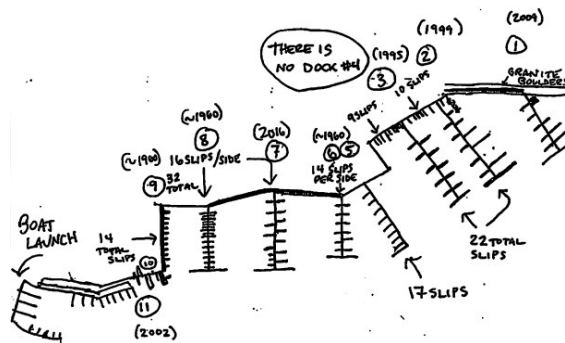 (2009)
1
GRANITE
BOULDERS
(1999)
2
10 SLIPS
(1995)
3
9 SLIPS
THERE IS
NO DOCK #4
(~1960)
6 5
14 SLIPS
PER SIDE
(2016)
7
(~1960)
8
16 SLIPS/SIDE
32
TOTAL
9
14
TOTAL
SLIPS
10
BOAT
LAUNCH
11
(2002)
17 SLIPS
22 TOTAL
SLIPS